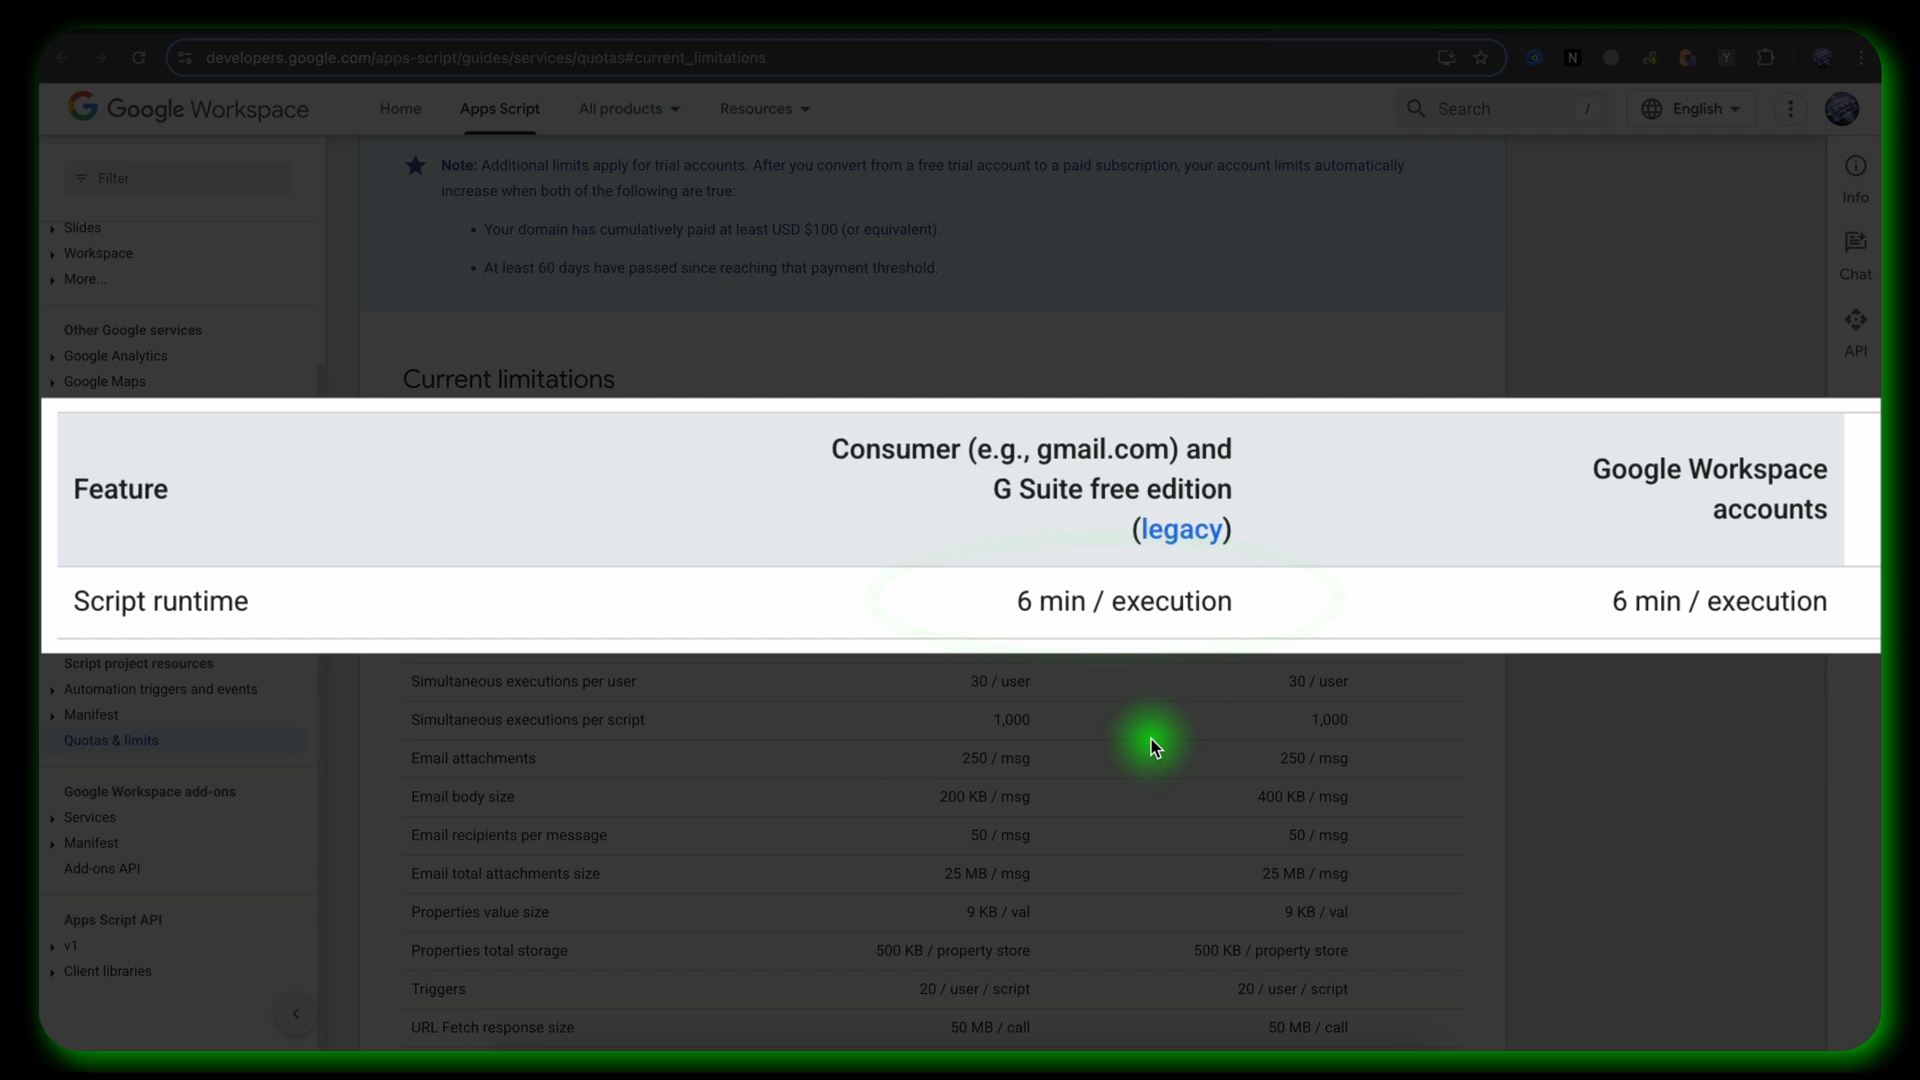 developers.google.com/apps-script/guides/services/quotas#current_limitations
N
Y
Google Workspace
Home
Apps Script
All products
Resources
Search
/
English
Filter
Slides
Workspace
More...
Other Google services
Google Analytics
Google Maps
Note: Additional limits apply for trial accounts. After you convert from a free trial account to a paid subscription, your account limits automatically
increase when both of the following are true:
• Your domain has cumulatively paid at least USD $100 (or equivalent).
• At least 60 days have passed since reaching that payment threshold.
Info
Chat
API
Current limitations
Feature
Consumer (e.g., gmail.com) and
G Suite free edition
(legacy)
Google Workspace
accounts
Script runtime
6 min / execution
6 min / execution
Script project resources
Automation triggers and events
Manifest
Quotas & limits
Google Workspace add-ons
Services
Manifest
Add-ons API
Apps Script API
v1
Client libraries
Simultaneous executions per user
30 / user
30 / user
Simultaneous executions per script
1,000
1,000
Email attachments
250 / msg
250 / msg
Email body size
200 KB / msg
400 KB / msg
Email recipients per message
50 / msg
50 / msg
Email total attachments size
25 MB / msg
25 MB / msg
Properties value size
9 KB / val
9 KB / val
Properties total storage
500 KB / property store
500 KB / property store
Triggers
20 / user / script
20 / user / script
URL Fetch response size
50 MB / call
50 MB / call